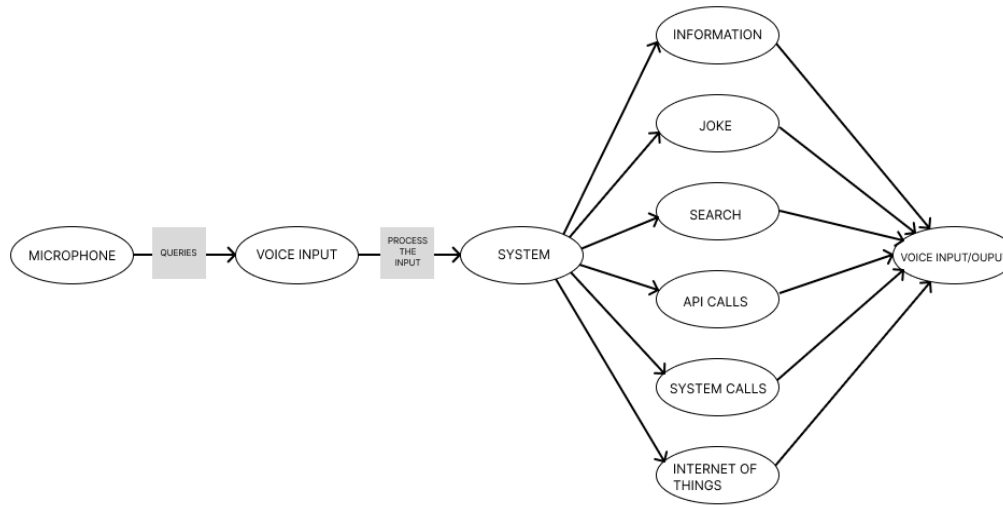 INFORMATION
JOKE
SEARCH
MICROPHONE
QUERIES
VOICE INPUT
PROCESS
THE
INPUT
SYSTEM
VOICE INPUT/OUPU
API CALLS
SYSTEM CALLS
INTERNET OF
THINGS